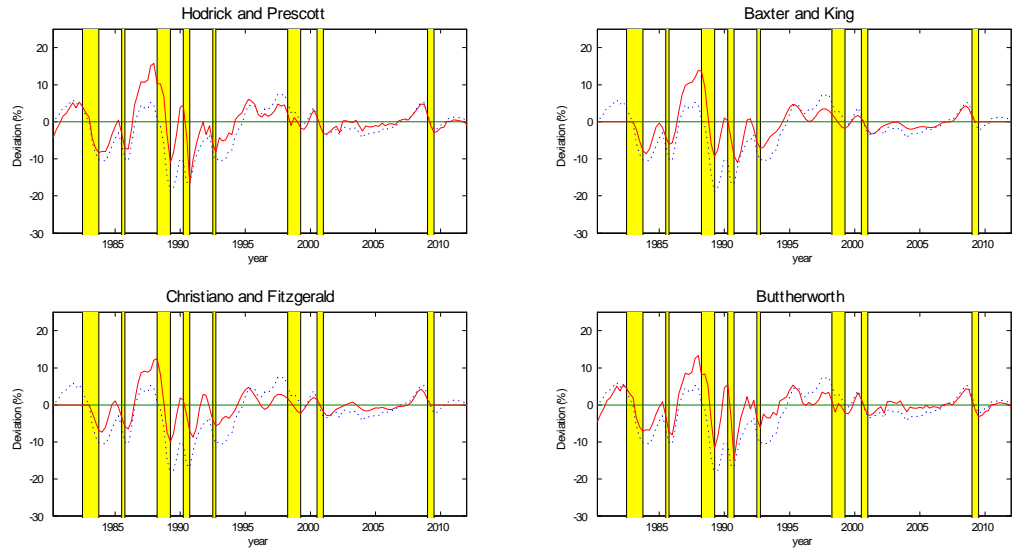 Hodrick and Prescott
20
10
0
-10
-20
-30
Deviation (%)
1985 1990 1995 2000 2005 2010
year
Baxter and King
20
10
0
-10
-20
-30
Deviation (%)
1985 1990 1995 2000 2005 2010
year
Christiano and Fitzgerald
20
10
0
-10
-20
-30
Deviation (%)
1985 1990 1995 2000 2005 2010
year
Buttherworth
20
10
0
-10
-20
-30
Deviation (%)
1985 1990 1995 2000 2005 2010
year